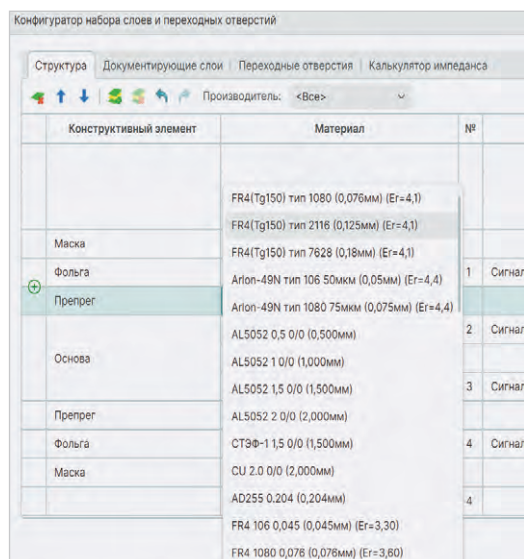 Конфигуратор набора слоев и переходных отверстий
Структура Документирующие слои Переходные отверстия Калькулятор импеданса
Производитель: <Все>
Конструктивный элемент Материал №
FR4(Tg150) тип 1080 (0,076мм) (Er=4,1)
FR4(Tg150) тип 2116 (0,125мм) (Er=4,1)
Маска FR4(Tg150) тип 7628 (0,18мм) (Er=4,1)
Фольга Arlon-49N тип 106 50мкм (0,05мм) (Er=4,4) 1 Сигнал
Препрег Arlon-49N тип 1080 75мкм (0,075мм) (Er=4,4)
AL5052 0,5 0/0 (0,500мм) 2 Сигнал
Основа AL5052 1 0/0 (1,000мм)
AL5052 1,5 0/0 (1,500мм) 3 Сигнал
Препрег AL5052 2 0/0 (2,000мм)
Фольга СТЭФ-1 1,5 0/0 (1,500мм) 4 Сигнал
Маска CU 2.0 0/0 (2,000мм)
AD255 0.204 (0,204мм) 4
FR4 106 0,045 (0,045мм) (Er=3,30)
FR4 1080 0,076 (0,076мм) (Er=3,60)